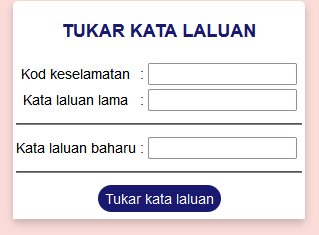 TUKAR KATA LALUAN
Kod keselamatan :
Kata laluan lama :
Kata laluan baharu :
Tukar kata laluan